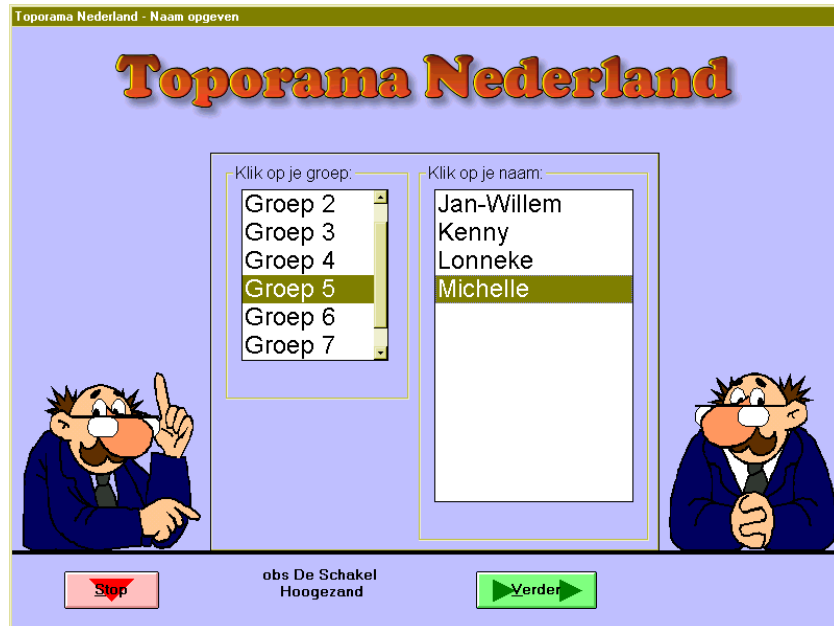 Toporama Nederland - Naam opgeven
Toporama Nederland
Klik op je groep:
Groep 2
Groep 3
Groep 4
Groep 5
Groep 6
Groep 7
Klik op je naam:
Jan-Willem
Kenny
Lonneke
Michelle
Stop
obs De Schakel
Hoogezand
Verder